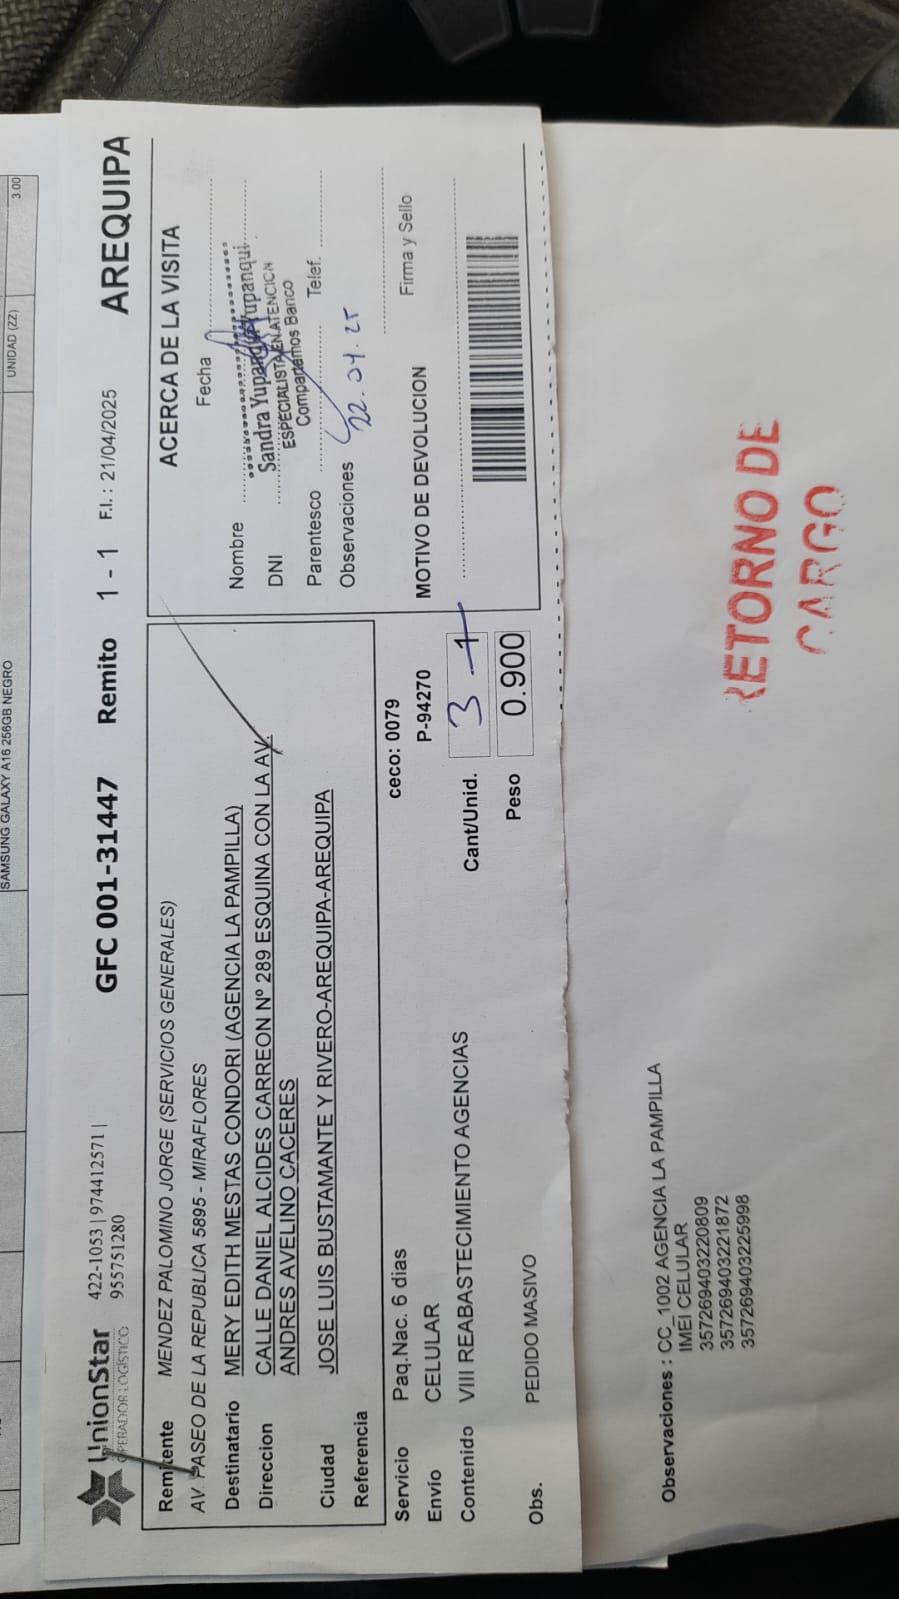 SAMSUNG GALAXY A16 256GB NEGRO UNIDAD (ZZ) 3.00
UnionStar
OPERADOR LOGÍSTICO
422-1053 | 974412571 |
955751280
GFC 001-31447 Remito 1 - 1 F.I.: 21/04/2025 AREQUIPA
Remitente MENDEZ PALOMINO JORGE (SERVICIOS GENERALES)
AV. PASEO DE LA REPUBLICA 5895 - MIRAFLORES
Destinatario MERY EDITH MESTAS CONDORI (AGENCIA LA PAMPILLA)
Direccion CALLE DANIEL ALCIDES CARREON Nº 289 ESQUINA CON LA AV.
ANDRES AVELINO CACERES
Ciudad JOSE LUIS BUSTAMANTE Y RIVERO-AREQUIPA-AREQUIPA
Referencia
Servicio Paq.Nac. 6 dias ceco: 0079
Envío CELULAR P-94270
Contenido VIII REABASTECIMIENTO AGENCIAS Cant/Unid. 3
Peso 0.900
Obs. PEDIDO MASIVO
ACERCA DE LA VISITA
Fecha
Nombre
Sandra Yupanqui Yupanqui
DNI
ESPECIALISTA EN ATENCION
Compartamos Banco
Parentesco Telef.
Observaciones 22.04.25
Firma y Sello
MOTIVO DE DEVOLUCION
RETORNO DE
CARGO
Observaciones : CC_1002 AGENCIA LA PAMPILLA
IMEI CELULAR
357269403220809
357269403221872
357269403225998